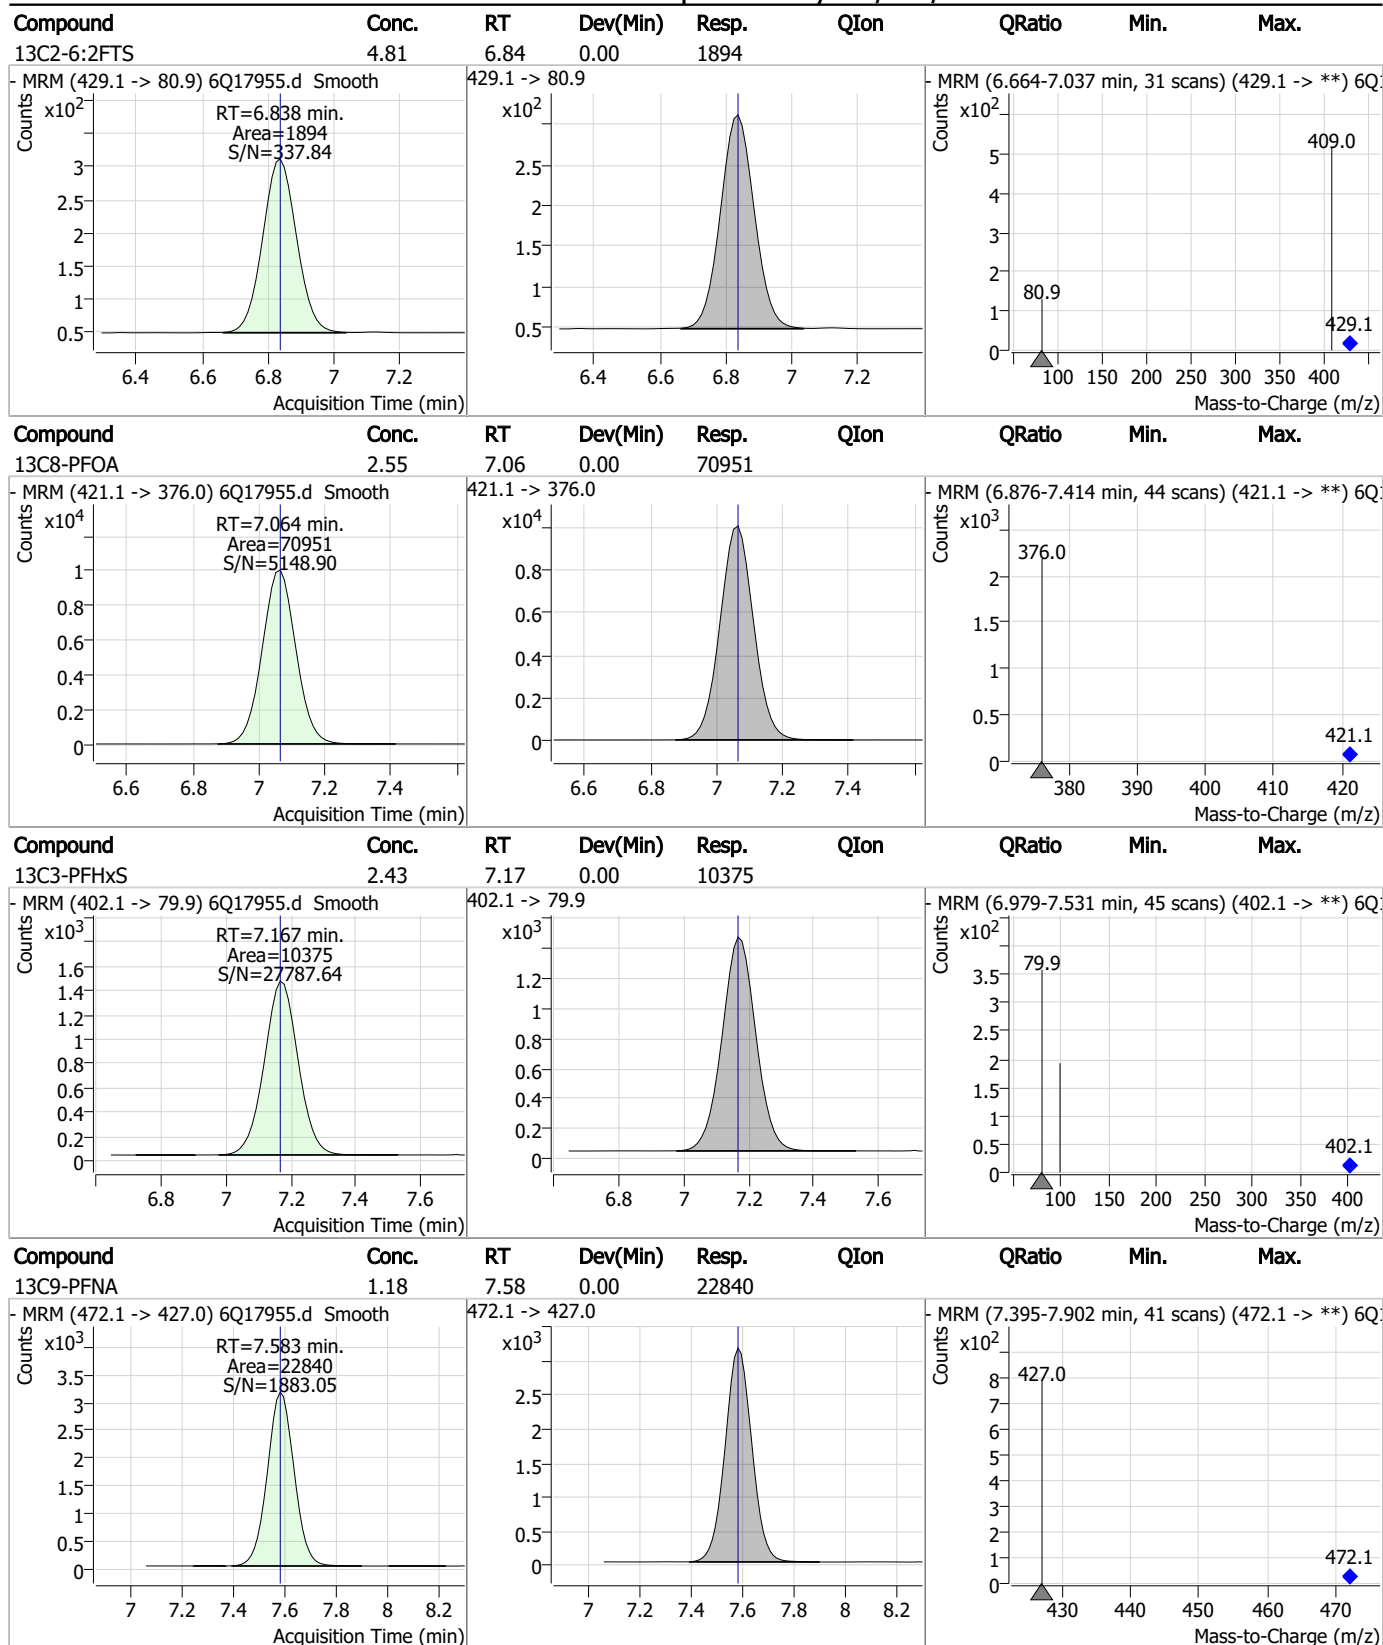 Compound Conc. RT Dev(Min) Resp. QIon QRatio Min. Max.
13C2-6:2FTS 4.81 6.84 0.00 1894
- MRM (429.1 -> 80.9) 6Q17955.d Smooth
Counts
x10²
RT=6.838 min.
Area=1894
S/N=337.84
3
2.5
2
1.5
1
0.5
6.4 6.6 6.8 7 7.2
Acquisition Time (min)
429.1 -> 80.9
x10²
2.5
2
1.5
1
0.5
6.4 6.6 6.8 7 7.2
- MRM (6.664-7.037 min, 31 scans) (429.1 -> **) 6Q1
Counts
x10²
5
4
3
2
1
0
409.0
80.9
429.1
100 150 200 250 300 350 400
Mass-to-Charge (m/z)
Compound Conc. RT Dev(Min) Resp. QIon QRatio Min. Max.
13C8-PFOA 2.55 7.06 0.00 70951
- MRM (421.1 -> 376.0) 6Q17955.d Smooth
Counts
x10⁴
RT=7.064 min.
Area=70951
S/N=5148.90
1
0.8
0.6
0.4
0.2
0
6.6 6.8 7 7.2 7.4
Acquisition Time (min)
421.1 -> 376.0
x10⁴
0.8
0.6
0.4
0.2
0
6.6 6.8 7 7.2 7.4
- MRM (6.876-7.414 min, 44 scans) (421.1 -> **) 6Q1
Counts
x10³
2
1.5
1
0.5
0
376.0
421.1
380 390 400 410 420
Mass-to-Charge (m/z)
Compound Conc. RT Dev(Min) Resp. QIon QRatio Min. Max.
13C3-PFHxS 2.43 7.17 0.00 10375
- MRM (402.1 -> 79.9) 6Q17955.d Smooth
Counts
x10³
RT=7.167 min.
Area=10375
S/N=27787.64
1.6
1.4
1.2
1
0.8
0.6
0.4
0.2
0
6.8 7 7.2 7.4 7.6
Acquisition Time (min)
402.1 -> 79.9
x10³
1.2
1
0.8
0.6
0.4
0.2
0
6.8 7 7.2 7.4 7.6
- MRM (6.979-7.531 min, 45 scans) (402.1 -> **) 6Q1
Counts
x10²
3.5
3
2.5
2
1.5
1
0.5
0
79.9
402.1
100 150 200 250 300 350 400
Mass-to-Charge (m/z)
Compound Conc. RT Dev(Min) Resp. QIon QRatio Min. Max.
13C9-PFNA 1.18 7.58 0.00 22840
- MRM (472.1 -> 427.0) 6Q17955.d Smooth
Counts
x10³
RT=7.583 min.
Area=22840
S/N=1883.05
3.5
3
2.5
2
1.5
1
0.5
0
7 7.2 7.4 7.6 7.8 8 8.2
Acquisition Time (min)
472.1 -> 427.0
x10³
2.5
2
1.5
1
0.5
0
7 7.2 7.4 7.6 7.8 8 8.2
- MRM (7.395-7.902 min, 41 scans) (472.1 -> **) 6Q1
Counts
x10²
8
7
6
5
4
3
2
1
0
427.0
472.1
430 440 450 460 470
Mass-to-Charge (m/z)